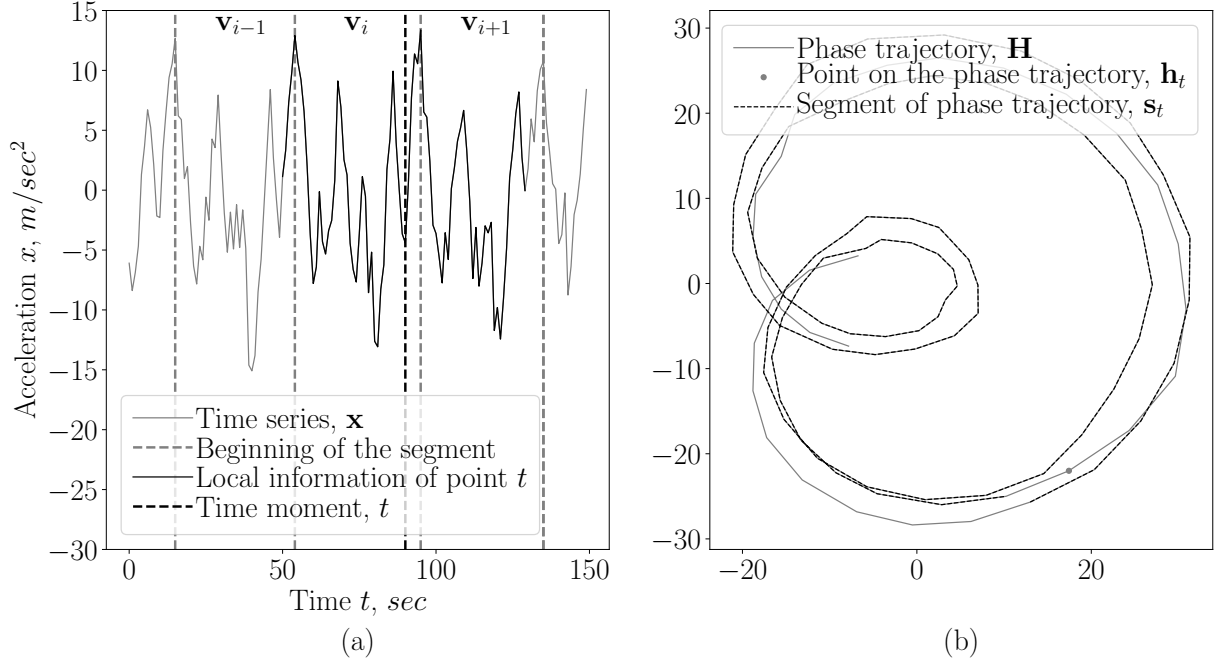 15
10
5
0
−5
−10
−15
−20
−25
−30
Acceleration x, m/sec²
v_{i−1}
v_i
v_{i+1}
Time series, x
Beginning of the segment
Local information of point t
Time moment, t
0
50
100
150
Time t, sec
(a)
30
20
10
0
−10
−20
−30
Phase trajectory, H
Point on the phase trajectory, h_t
Segment of phase trajectory, s_t
−20
0
20
(b)